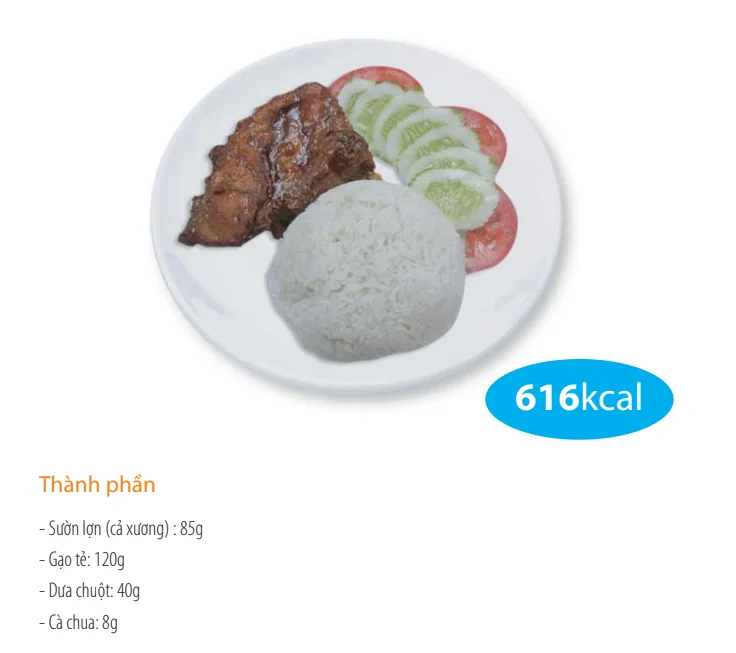 616kcal
Thành phần
- Sườn lợn (cả xương) : 85g
- Gạo tẻ: 120g
- Dưa chuột: 40g
- Cà chua: 8g